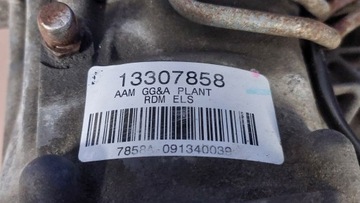 13307858
AAM GG&A PLANT
RDM ELS
7858A-091340039